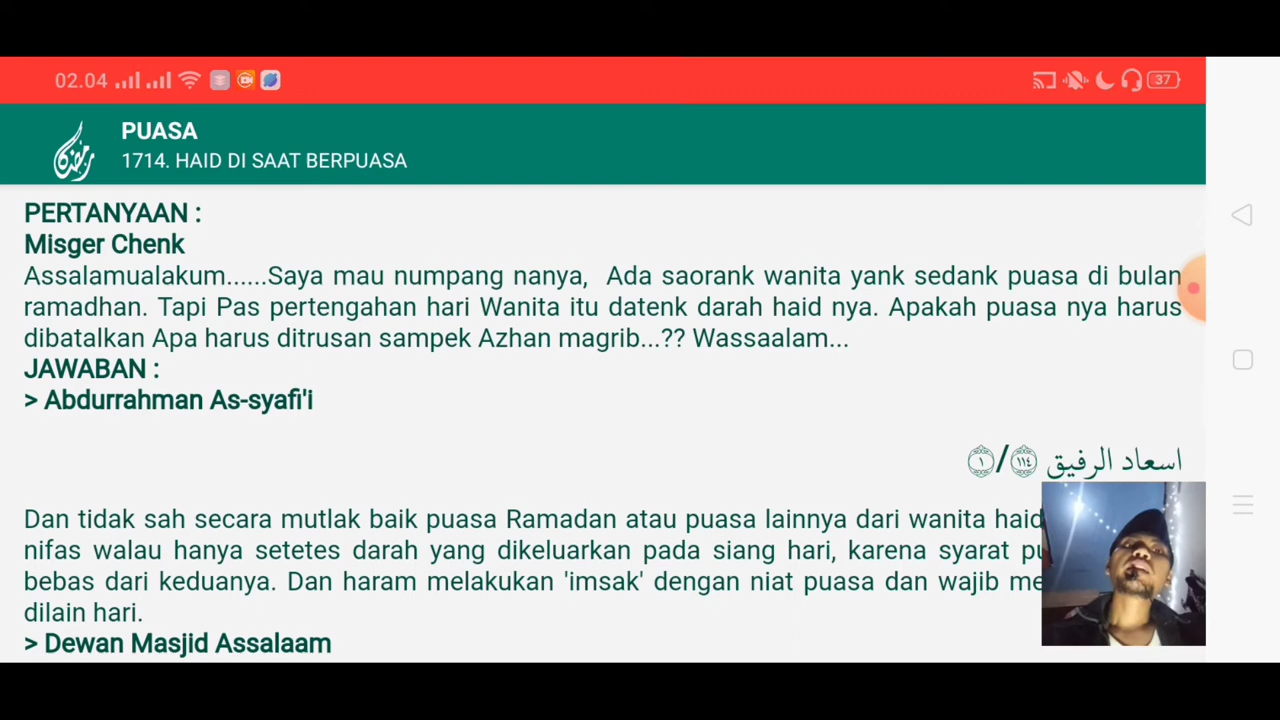 02.04
37
PUASA
1714. HAID DI SAAT BERPUASA
PERTANYAAN :
Misger Chenk
Assalamualakum......Saya mau numpang nanya, Ada saorank wanita yank sedank puasa di bulan
ramadhan. Tapi Pas pertengahan hari Wanita itu datenk darah haid nya. Apakah puasa nya harus
dibatalkan Apa harus ditrusan sampek Azhan magrib...?? Wassaalam...
JAWABAN :
> Abdurrahman As-syafi'i
اسعاد الرفيق ١١٤/١
Dan tidak sah secara mutlak baik puasa Ramadan atau puasa lainnya dari wanita haid
nifas walau hanya setetes darah yang dikeluarkan pada siang hari, karena syarat pu
bebas dari keduanya. Dan haram melakukan 'imsak' dengan niat puasa dan wajib me
dilain hari.
> Dewan Masjid Assalaam